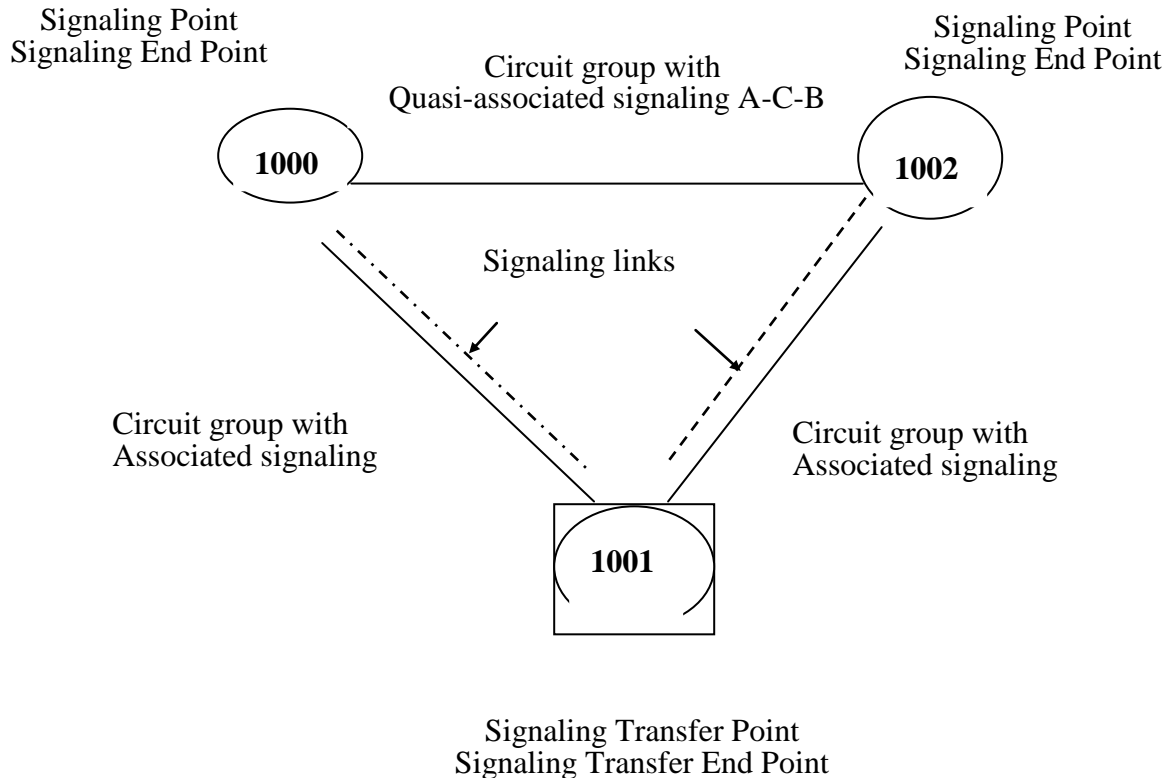 Signaling Point
Signaling End Point
Signaling Point
Signaling End Point
Circuit group with
Quasi-associated signaling A-C-B
1000
1002
Signaling links
Circuit group with
Associated signaling
Circuit group with
Associated signaling
1001
Signaling Transfer Point
Signaling Transfer End Point